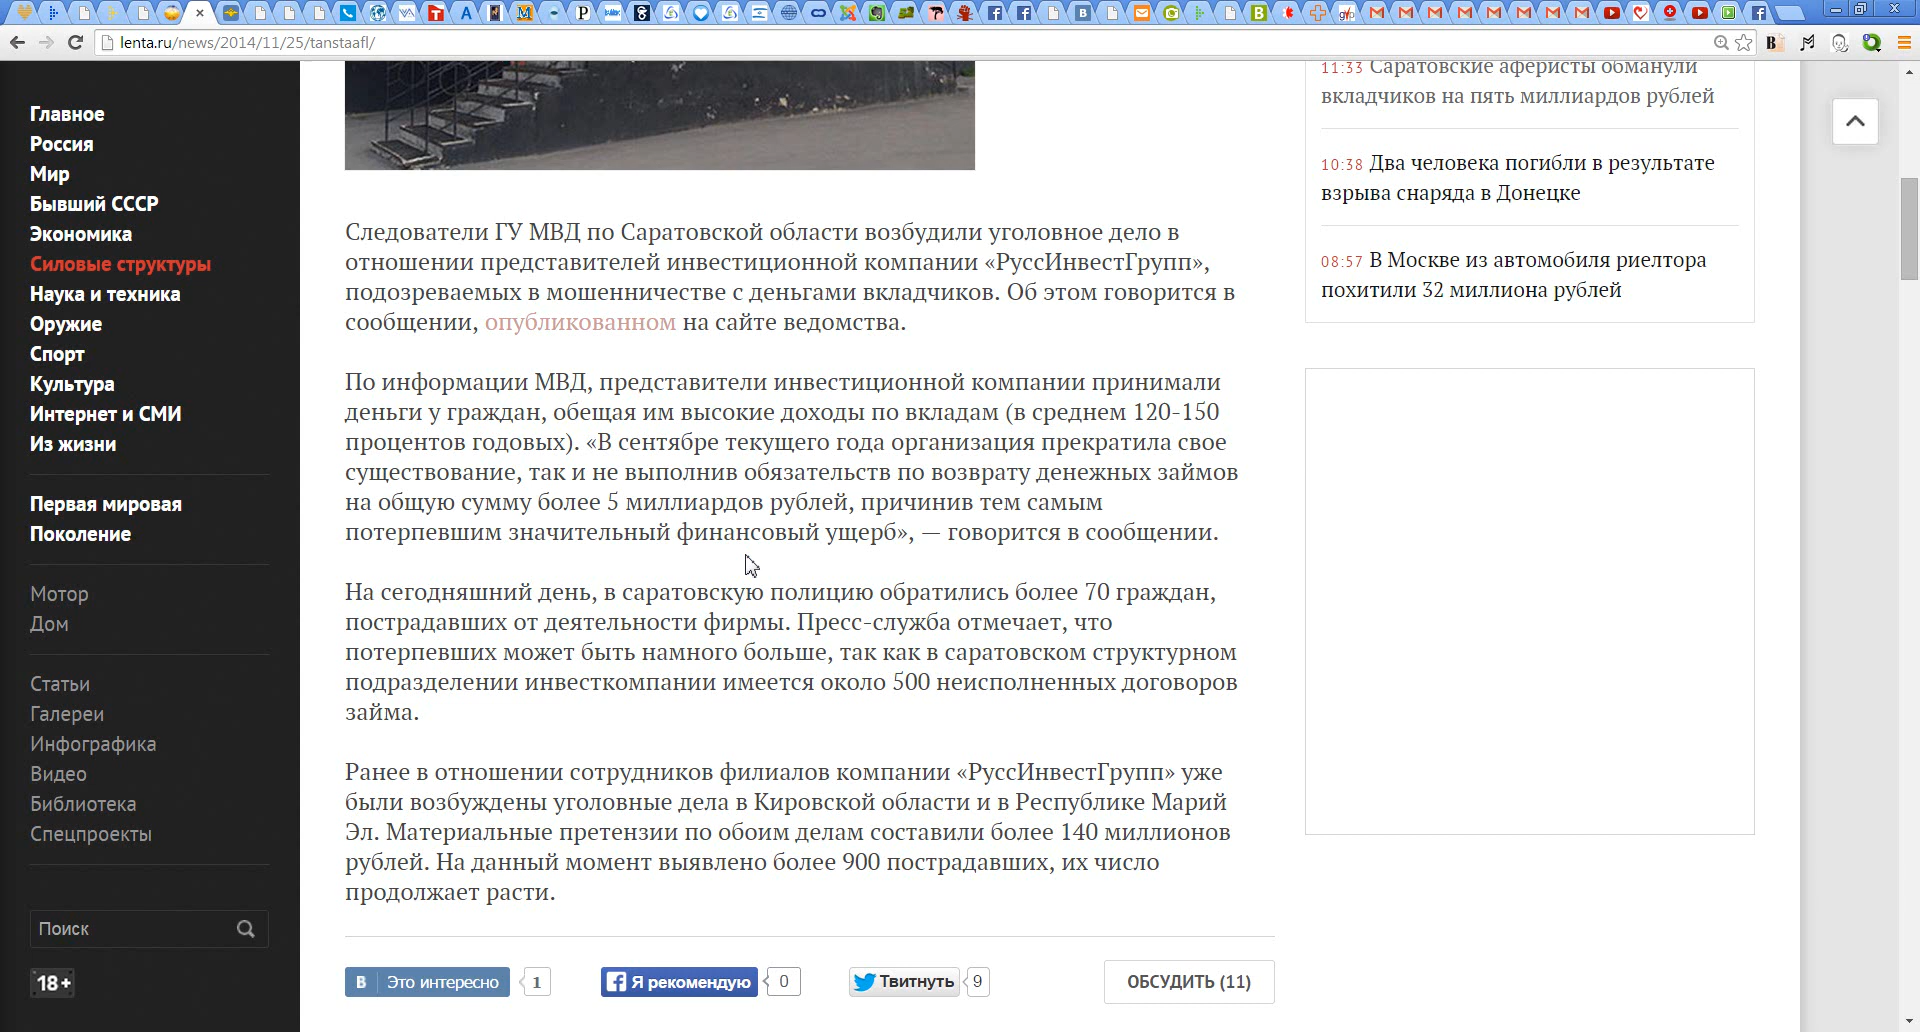 lenta.ru/news/2014/11/25/tanstaafl/
Главное
Россия
Мир
Бывший СССР
Экономика
Силовые структуры
Наука и техника
Оружие
Спорт
Культура
Интернет и СМИ
Из жизни
Первая мировая
Поколение
Мотор
Дом
Статьи
Галереи
Инфографика
Видео
Библиотека
Спецпроекты
Поиск
18+
Следователи ГУ МВД по Саратовской области возбудили уголовное дело в
отношении представителей инвестиционной компании «РуссИнвестГрупп»,
подозреваемых в мошенничестве с деньгами вкладчиков. Об этом говорится в
сообщении, опубликованном на сайте ведомства.
По информации МВД, представители инвестиционной компании принимали
деньги у граждан, обещая им высокие доходы по вкладам (в среднем 120-150
процентов годовых). «В сентябре текущего года организация прекратила свое
существование, так и не выполнив обязательств по возврату денежных займов
на общую сумму более 5 миллиардов рублей, причинив тем самым
потерпевшим значительный финансовый ущерб», — говорится в сообщении.
На сегодняшний день, в саратовскую полицию обратились более 70 граждан,
пострадавших от деятельности фирмы. Пресс-служба отмечает, что
потерпевших может быть намного больше, так как в саратовском структурном
подразделении инвесткомпании имеется около 500 неисполненных договоров
займа.
Ранее в отношении сотрудников филиалов компании «РуссИнвестГрупп» уже
были возбуждены уголовные дела в Кировской области и в Республике Марий
Эл. Материальные претензии по обоим делам составили более 140 миллионов
рублей. На данный момент выявлено более 900 пострадавших, их число
продолжает расти.
В Это интересно 1
Я рекомендую 0
Твитнуть 9
ОБСУДИТЬ (11)
11:33 Саратовские аферисты обманули
вкладчиков на пять миллиардов рублей
10:38 Два человека погибли в результате
взрыва снаряда в Донецке
08:57 В Москве из автомобиля риелтора
похитили 32 миллиона рублей